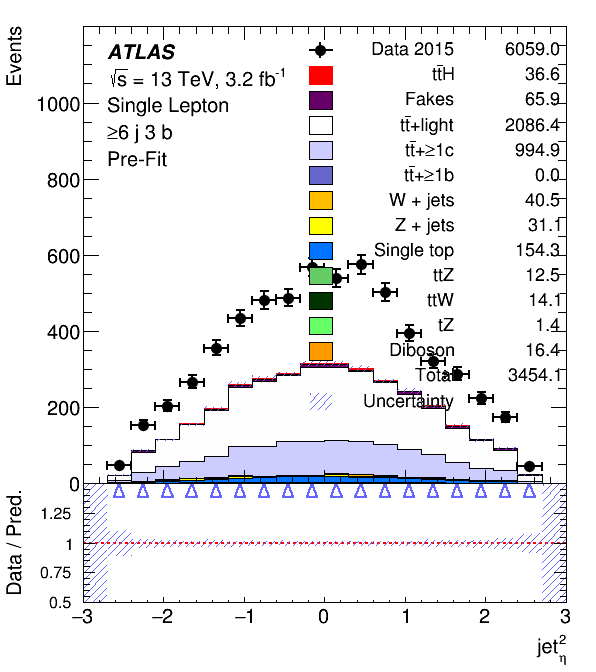 Events
ATLAS
√s = 13 TeV, 3.2 fb⁻¹
Single Lepton
≥6 j 3 b
Pre-Fit
Data 2015 6059.0
tt̄H 36.6
Fakes 65.9
tt̄+light 2086.4
tt̄+≥1c 994.9
tt̄+≥1b 0.0
W + jets 40.5
Z + jets 31.1
Single top 154.3
ttZ 12.5
ttW 14.1
tZ 1.4
Diboson 16.4
Total 3454.1
Uncertainty
1000
800
600
400
200
0
Data / Pred.
1.25
1
0.75
0.5
−3 −2 −1 0 1 2 3
jet²η